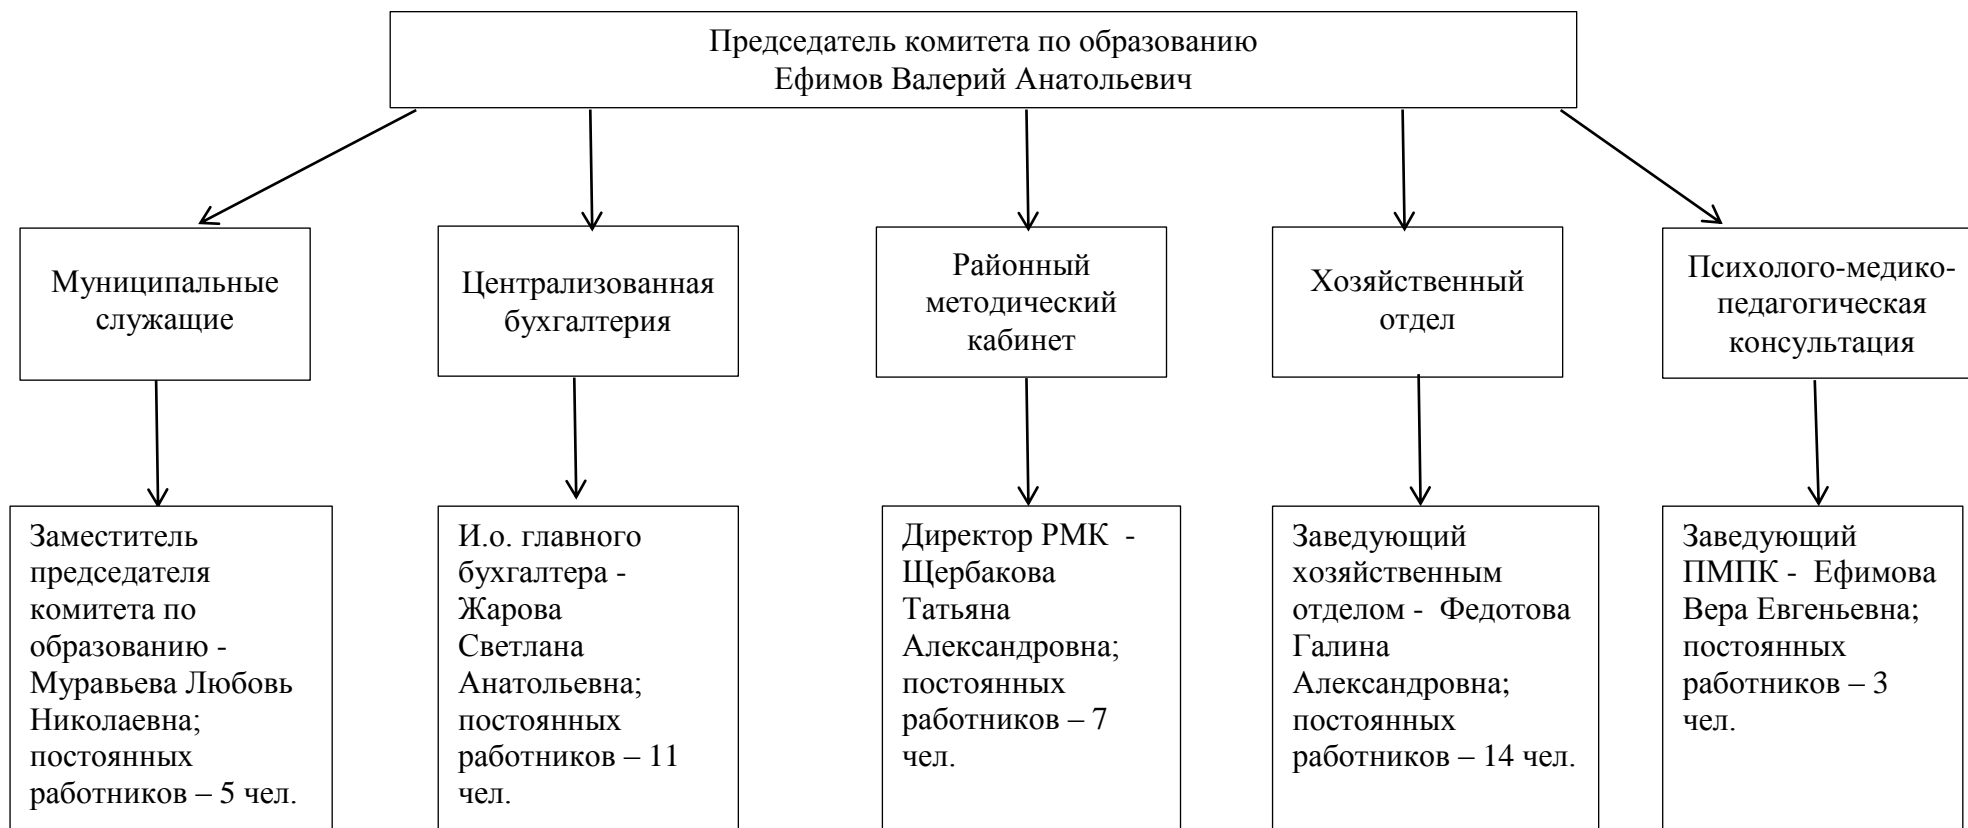 Председатель комитета по образованию
Ефимов Валерий Анатольевич
Муниципальные
служащие
Централизованная
бухгалтерия
Районный
методический
кабинет
Хозяйственный
отдел
Психолого-медико-
педагогическая
консультация
Заместитель
председателя
комитета по
образованию -
Муравьева Любовь
Николаевна;
постоянных
работников – 5 чел.
И.о. главного
бухгалтера -
Жарова
Светлана
Анатольевна;
постоянных
работников – 11
чел.
Директор РМК -
Щербакова
Татьяна
Александровна;
постоянных
работников – 7
чел.
Заведующий
хозяйственным
отделом - Федотова
Галина
Александровна;
постоянных
работников – 14 чел.
Заведующий
ПМПК - Ефимова
Вера Евгеньевна;
постоянных
работников – 3
чел.